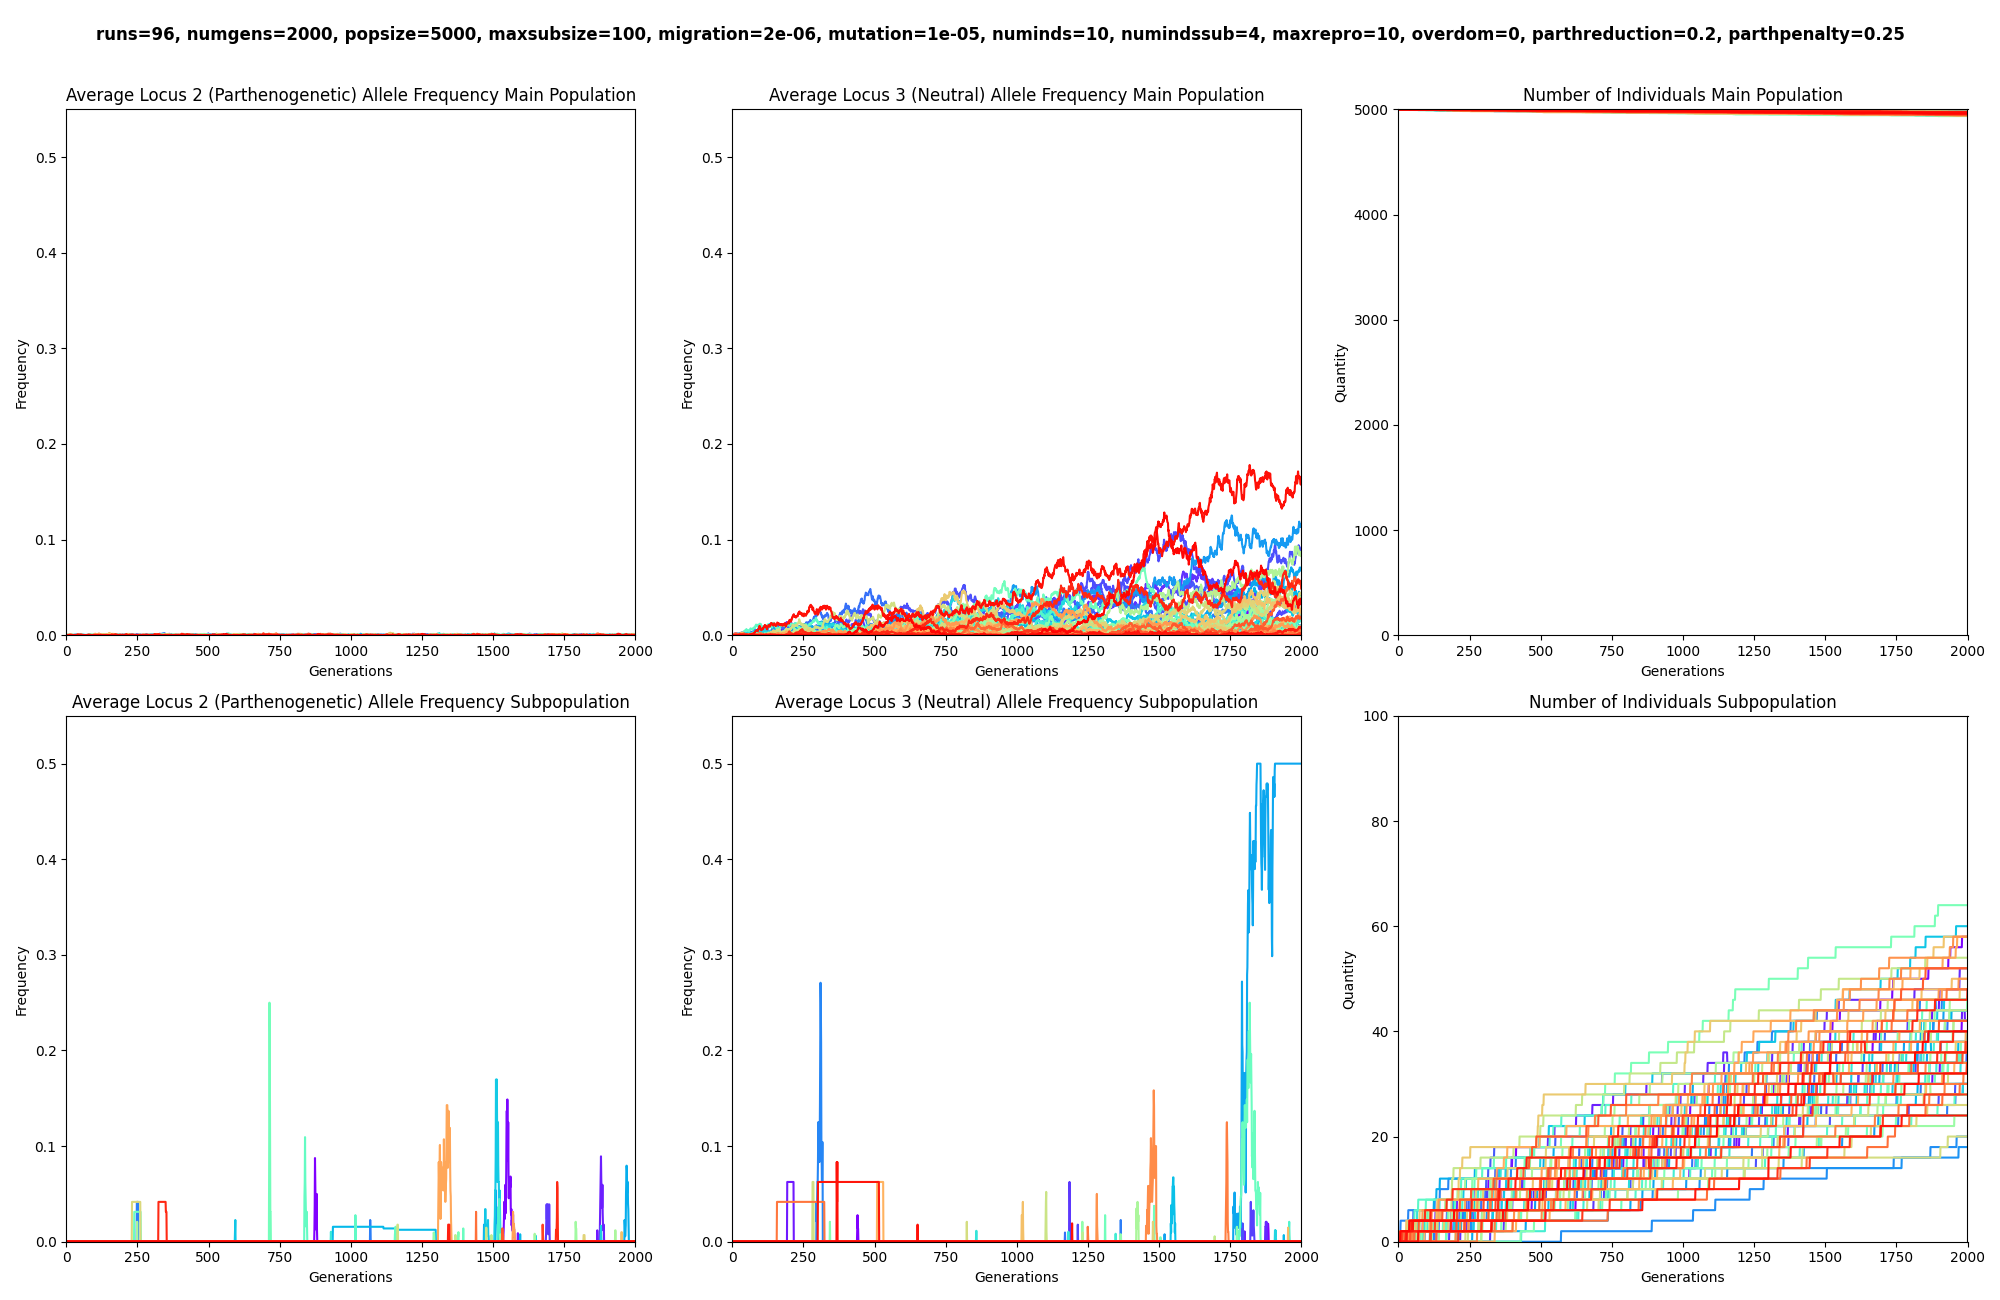 runs=96, numgens=2000, popsize=5000, maxsubsize=100, migration=2e-06, mutation=1e-05, numinds=10, numindssub=4, maxrepro=10, overdom=0, parthreduction=0.2, parthpenalty=0.25
Average Locus 2 (Parthenogenetic) Allele Frequency Main Population
0.5
0.4
0.3
0.2
0.1
0.0
Frequency
0 250 500 750 1000 1250 1500 1750 2000
Generations
Average Locus 3 (Neutral) Allele Frequency Main Population
0.5
0.4
0.3
0.2
0.1
0.0
Frequency
0 250 500 750 1000 1250 1500 1750 2000
Generations
Number of Individuals Main Population
5000
4000
3000
2000
1000
0
Quantity
0 250 500 750 1000 1250 1500 1750 2000
Generations
Average Locus 2 (Parthenogenetic) Allele Frequency Subpopulation
0.5
0.4
0.3
0.2
0.1
0.0
Frequency
0 250 500 750 1000 1250 1500 1750 2000
Generations
Average Locus 3 (Neutral) Allele Frequency Subpopulation
0.5
0.4
0.3
0.2
0.1
0.0
Frequency
0 250 500 750 1000 1250 1500 1750 2000
Generations
Number of Individuals Subpopulation
100
80
60
40
20
0
Quantity
0 250 500 750 1000 1250 1500 1750 2000
Generations